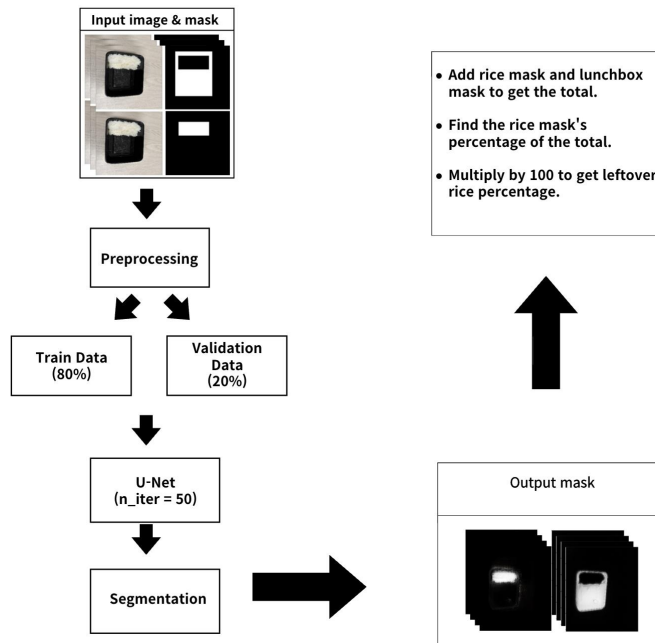 Input image & mask
Preprocessing
Train Data
(80%)
Validation
Data
(20%)
U-Net
(n_iter = 50)
Segmentation
Output mask
• Add rice mask and lunchbox
mask to get the total.
• Find the rice mask's
percentage of the total.
• Multiply by 100 to get leftover
rice percentage.